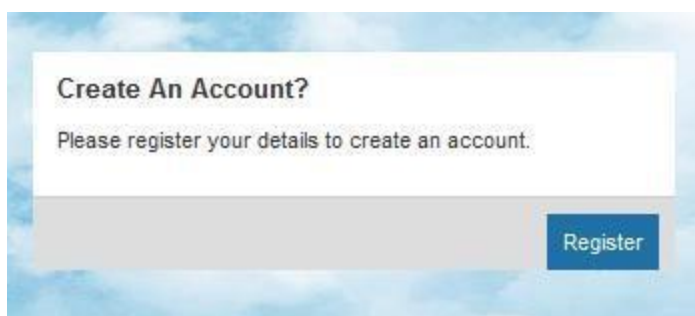 Create An Account?
Please register your details to create an account.
Register